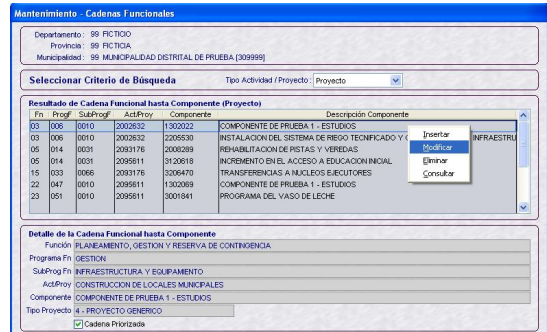 Mantenimiento - Cadenas Funcionales
Departamento : 99 FICTICIO
Provincia : 99 FICTICIA
Municipalidad : 99 MUNICIPALIDAD DISTRITAL DE PRUEBA [309999]
Seleccionar Criterio de Búsqueda Tipo Actividad / Proyecto : Proyecto
Resultado de Cadena Funcional hasta Componente (Proyecto)
Fn ProgF SubProgF Act/Proy Componente Descripción Componente
03 006 0010 2002632 1302022 COMPONENTE DE PRUEBA 1 - ESTUDIOS
03 006 0010 2002632 2205530 INSTALACION DEL SISTEMA DE RIEGO TECNIFICADO Y INFRAESTRU
05 014 0031 2093176 2008289 REHABILITACION DE PISTAS Y VEREDAS
05 014 0031 2095611 3120618 INCREMENTO EN EL ACCESO A EDUCACION INICIAL
15 033 0066 2093176 3206470 TRANSFERENCIAS A NUCLEOS EJECUTORES
22 047 0010 2095611 1302069 COMPONENTE DE PRUEBA 1 - ESTUDIOS
23 051 0010 2095611 3001841 PROGRAMA DEL VASO DE LECHE
Insertar
Modificar
Eliminar
Consultar
Detalle de la Cadena Funcional hasta Componente
Función PLANEAMIENTO, GESTION Y RESERVA DE CONTINGENCIA
Programa Fn GESTION
SubProg Fn INFRAESTRUCTURA Y EQUIPAMIENTO
Act/Proy CONSTRUCCION DE LOCALES MUNICIPALES
Componente COMPONENTE DE PRUEBA 1 - ESTUDIOS
Tipo Proyecto 4 - PROYECTO GENERICO
Cadena Priorizada